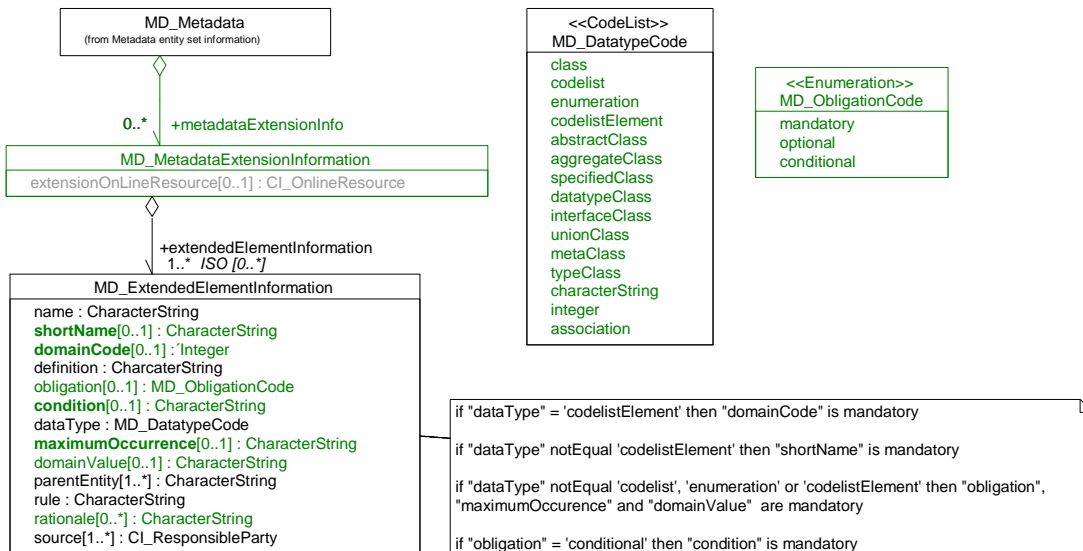 MD_Metadata
(from Metadata entity set information)
0..* +metadataExtensionInfo
MD_MetadataExtensionInformation
extensionOnLineResource[0..1] : CI_OnlineResource
+extendedElementInformation
1..* ISO [0..*]
MD_ExtendedElementInformation
name : CharacterString
shortName[0..1] : CharacterString
domainCode[0..1] :´Integer
definition : CharcaterString
obligation[0..1] : MD_ObligationCode
condition[0..1] : CharacterString
dataType : MD_DatatypeCode
maximumOccurrence[0..1] : CharacterString
domainValue[0..1] : CharacterString
parentEntity[1..*] : CharacterString
rule : CharacterString
rationale[0..*] : CharacterString
source[1..*] : CI_ResponsibleParty
<<CodeList>>
MD_DatatypeCode
class
codelist
enumeration
codelistElement
abstractClass
aggregateClass
specifiedClass
datatypeClass
interfaceClass
unionClass
metaClass
typeClass
characterString
integer
association
<<Enumeration>>
MD_ObligationCode
mandatory
optional
conditional
if "dataType" = 'codelistElement' then "domainCode" is mandatory
if "dataType" notEqual 'codelistElement' then "shortName" is mandatory
if "dataType" notEqual 'codelist', 'enumeration' or 'codelistElement' then "obligation",
"maximumOccurence" and "domainValue" are mandatory
if "obligation" = 'conditional' then "condition" is mandatory